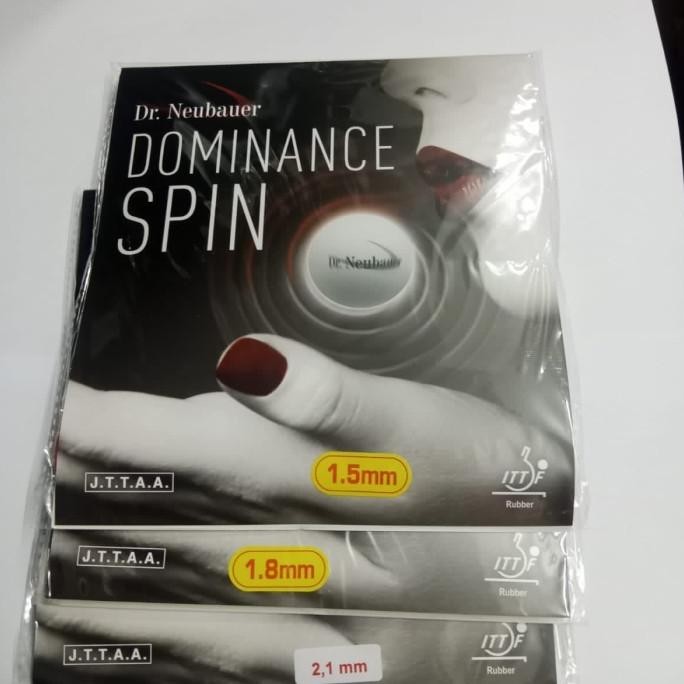 Dr. Neubauer
DOMINANCE
SPIN
Dr. Neubauer
1.5mm
J.T.T.A.A.
ITTF
Rubber
J.T.T.A.A.
1.8mm
ITTF
Rubber
J.T.T.A.A.
2,1 mm
ITTF
Rubber